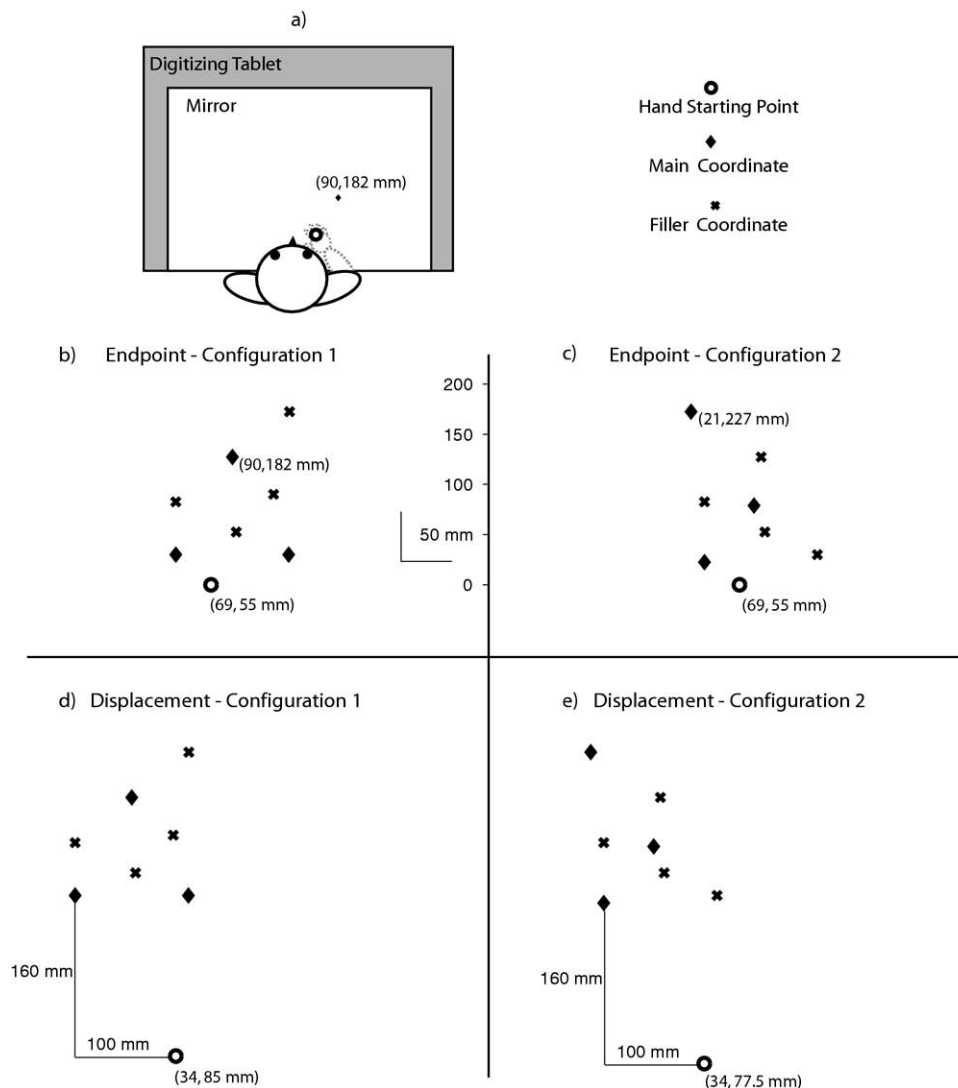 a)
Digitizing Tablet
Mirror
(90,182 mm)
Hand Starting Point
Main Coordinate
Filler Coordinate
b) Endpoint - Configuration 1
(90,182 mm)
(69,55 mm)
50 mm
200
150
100
50
0
c) Endpoint - Configuration 2
(21,227 mm)
(69,55 mm)
d) Displacement - Configuration 1
160 mm
100 mm
(34,85 mm)
e) Displacement - Configuration 2
160 mm
100 mm
(34,77.5 mm)